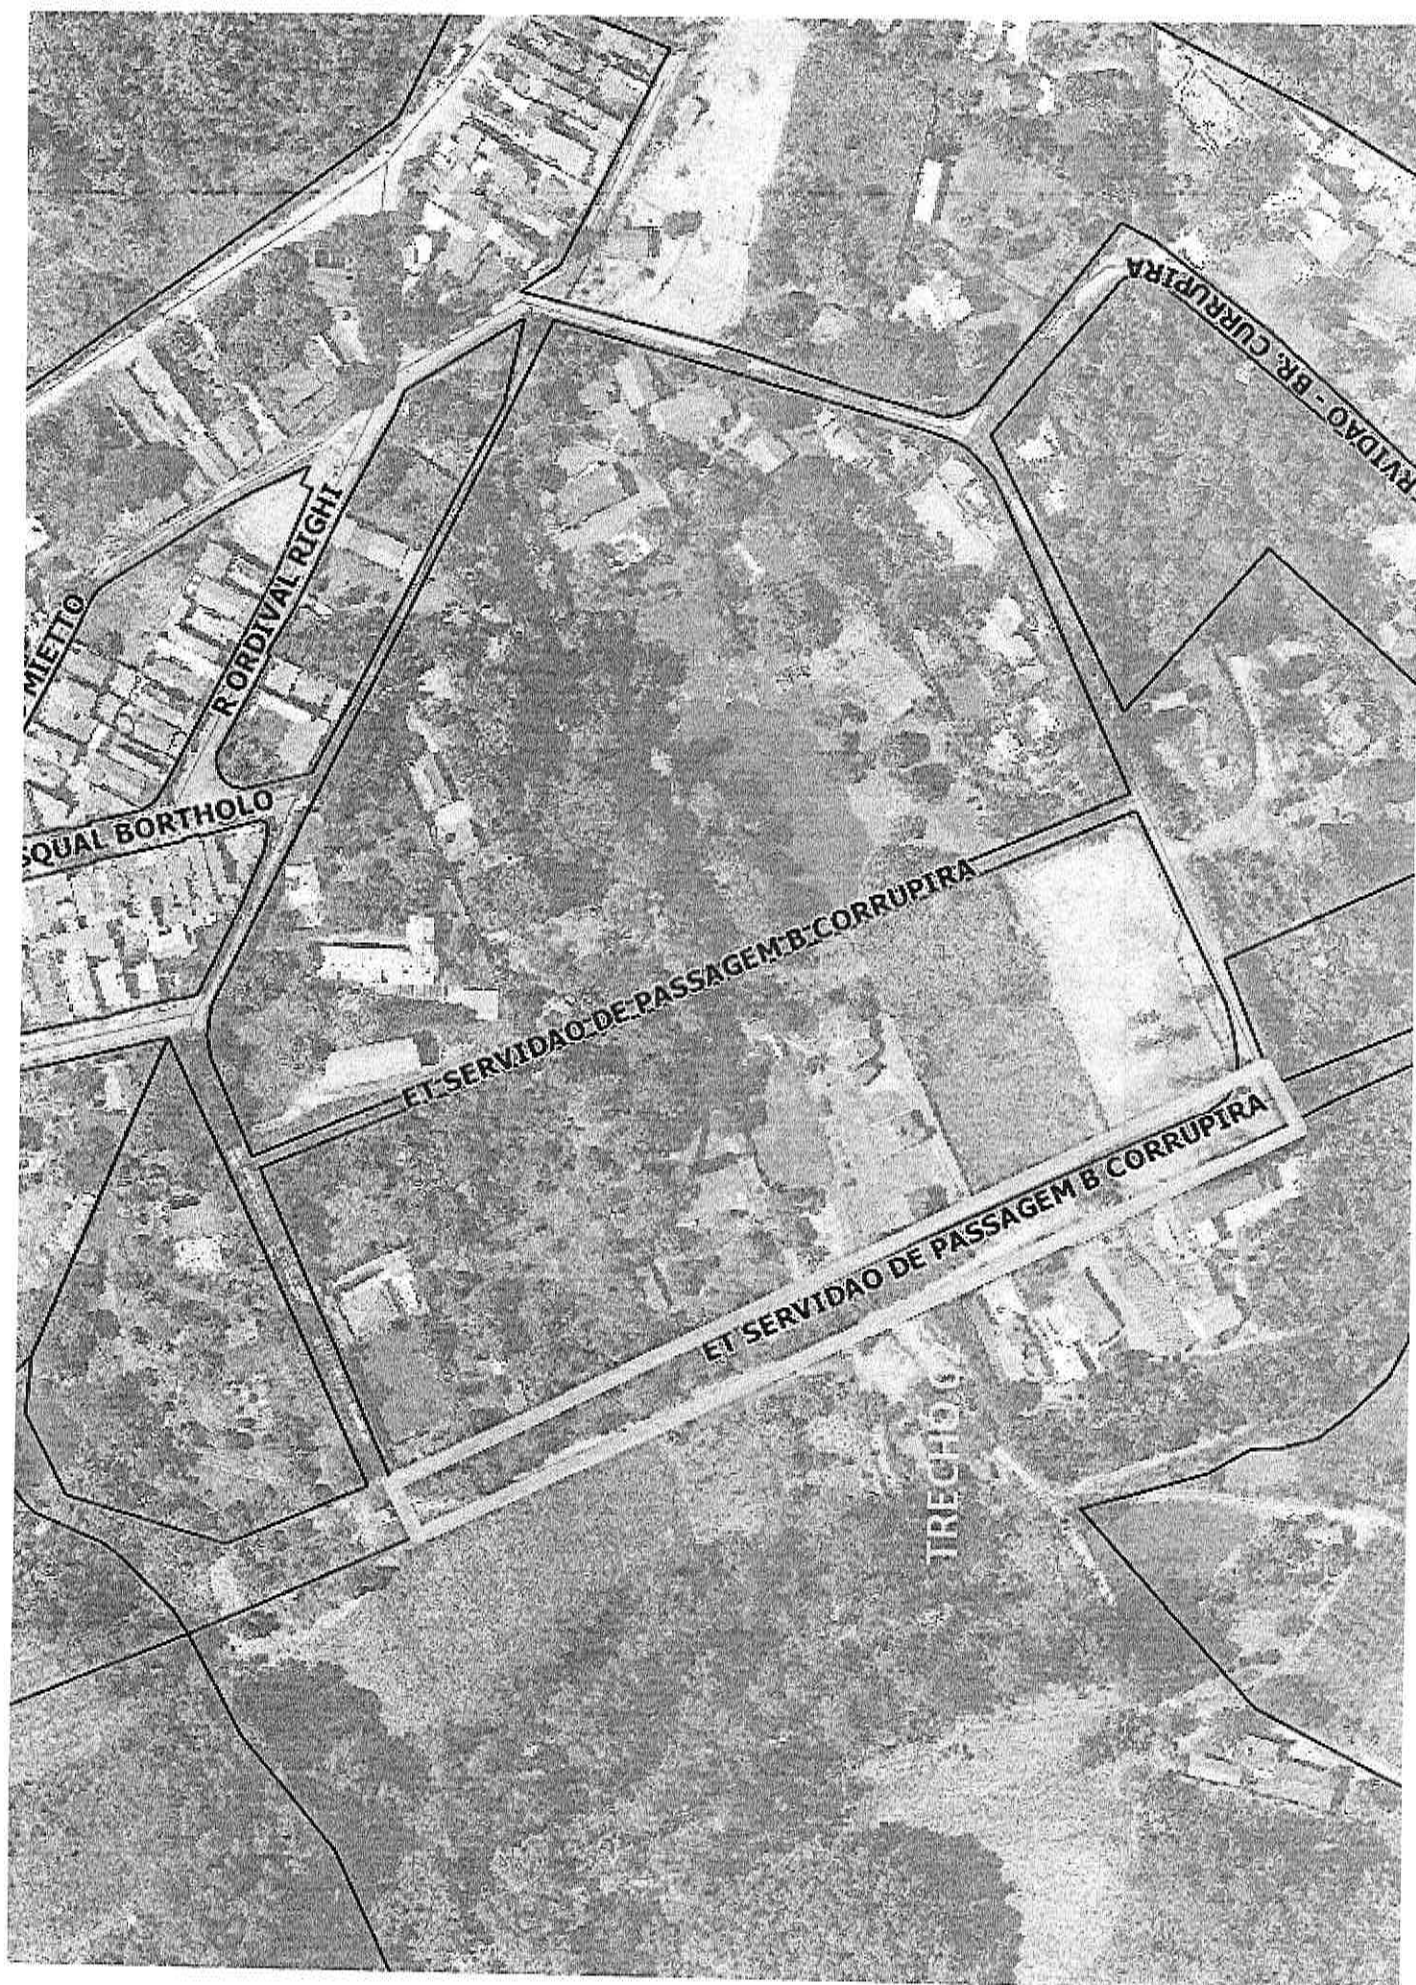 RVIDAO - BR. CURRUPIRA
R ORDIVAL RIGHI
MIETTO
SQUAL BORTHOLO
ET SERVIDAO DE PASSAGEM B CORRUPIRA
ET SERVIDAO DE PASSAGEM B CORRUPIRA
TRECHO